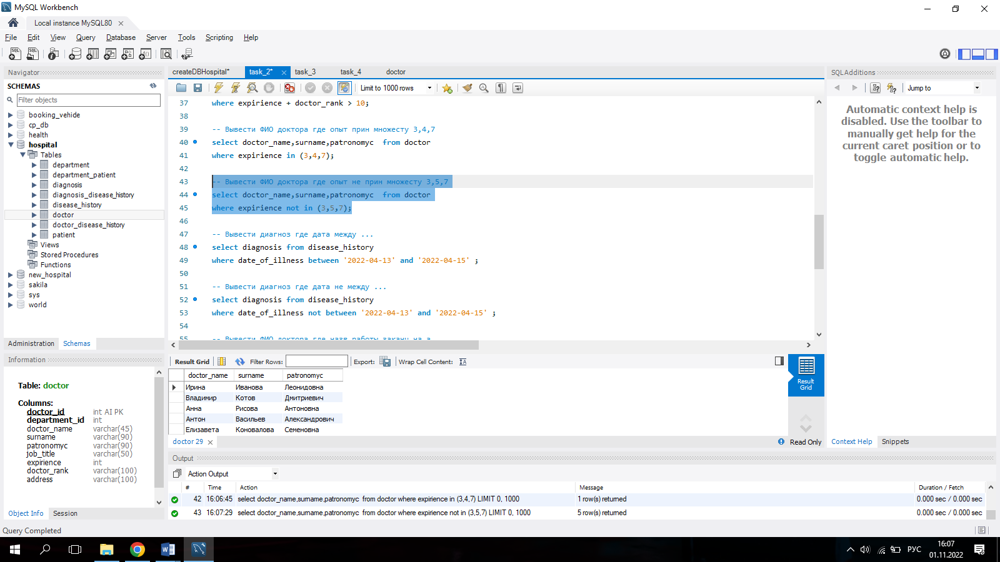 MySQL Workbench
Local instance MySQL80
File Edit View Query Database Server Tools Scripting Help
Navigator
SCHEMAS
Filter objects
booking_vehide
cp_db
health
hospital
Tables
department
department_patient
diagnosis
diagnosis_disease_history
disease_history
doctor
doctor_disease_history
patient
Views
Stored Procedures
Functions
new_hospital
sakila
sys
world
Administration Schemas
Information
Table: doctor
Columns:
doctor_id int AI PK
department_id int
doctor_name varchar(45)
surname varchar(90)
patronomyc varchar(90)
job_title varchar(50)
expirience int
doctor_rank varchar(100)
address varchar(100)
Object Info Session
Query Completed
createDBHospital* task_2* task_3 task_4 doctor
Limit to 1000 rows
37 where expirience + doctor_rank > 10;
38
39 -- Вывести ФИО доктора где опыт прин множесту 3,4,7
40 select doctor_name,surname,patronomyc from doctor
41 where expirience in (3,4,7);
42
43 -- Вывести ФИО доктора где опыт не прин множесту 3,5,7
44 select doctor_name,surname,patronomyc from doctor
45 where expirience not in (3,5,7);
46
47 -- Вывести диагноз где дата между ...
48 select diagnosis from disease_history
49 where date_of_illness between '2022-04-13' and '2022-04-15' ;
50
51 -- Вывести диагноз где дата не между ...
52 select diagnosis from disease_history
53 where date_of_illness not between '2022-04-13' and '2022-04-15' ;
54
55 -- Вывести ФИО доктора где назв работы заканч на а
Result Grid Filter Rows: Export: Wrap Cell Content:
doctor_name surname patronomyc
Ирина Иванова Леонидовна
Владимир Котов Дмитриевич
Анна Рисова Антоновна
Антон Васильев Александрович
Елизавета Коновалова Семеновна
Result
Grid
doctor 29
Read Only
Output
Action Output
# Time Action Message Duration / Fetch
42 16:06:45 select doctor_name,surname,patronomyc from doctor where expirience in (3,4,7) LIMIT 0, 1000 1 row(s) returned 0.000 sec / 0.000 sec
43 16:07:29 select doctor_name,surname,patronomyc from doctor where expirience not in (3,5,7) LIMIT 0, 1000 5 row(s) returned 0.000 sec / 0.000 sec
SQLAdditions
Jump to
Automatic context help is
disabled. Use the toolbar to
manually get help for the
current caret position or to
toggle automatic help.
Context Help Snippets
РУС
16:07
01.11.2022